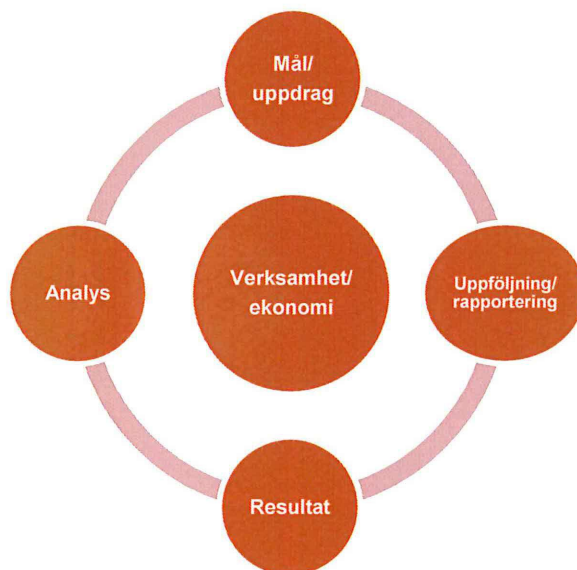 Mål/
uppdrag
Analys
Verksamhet/
ekonomi
Uppföljning/
rapportering
Resultat